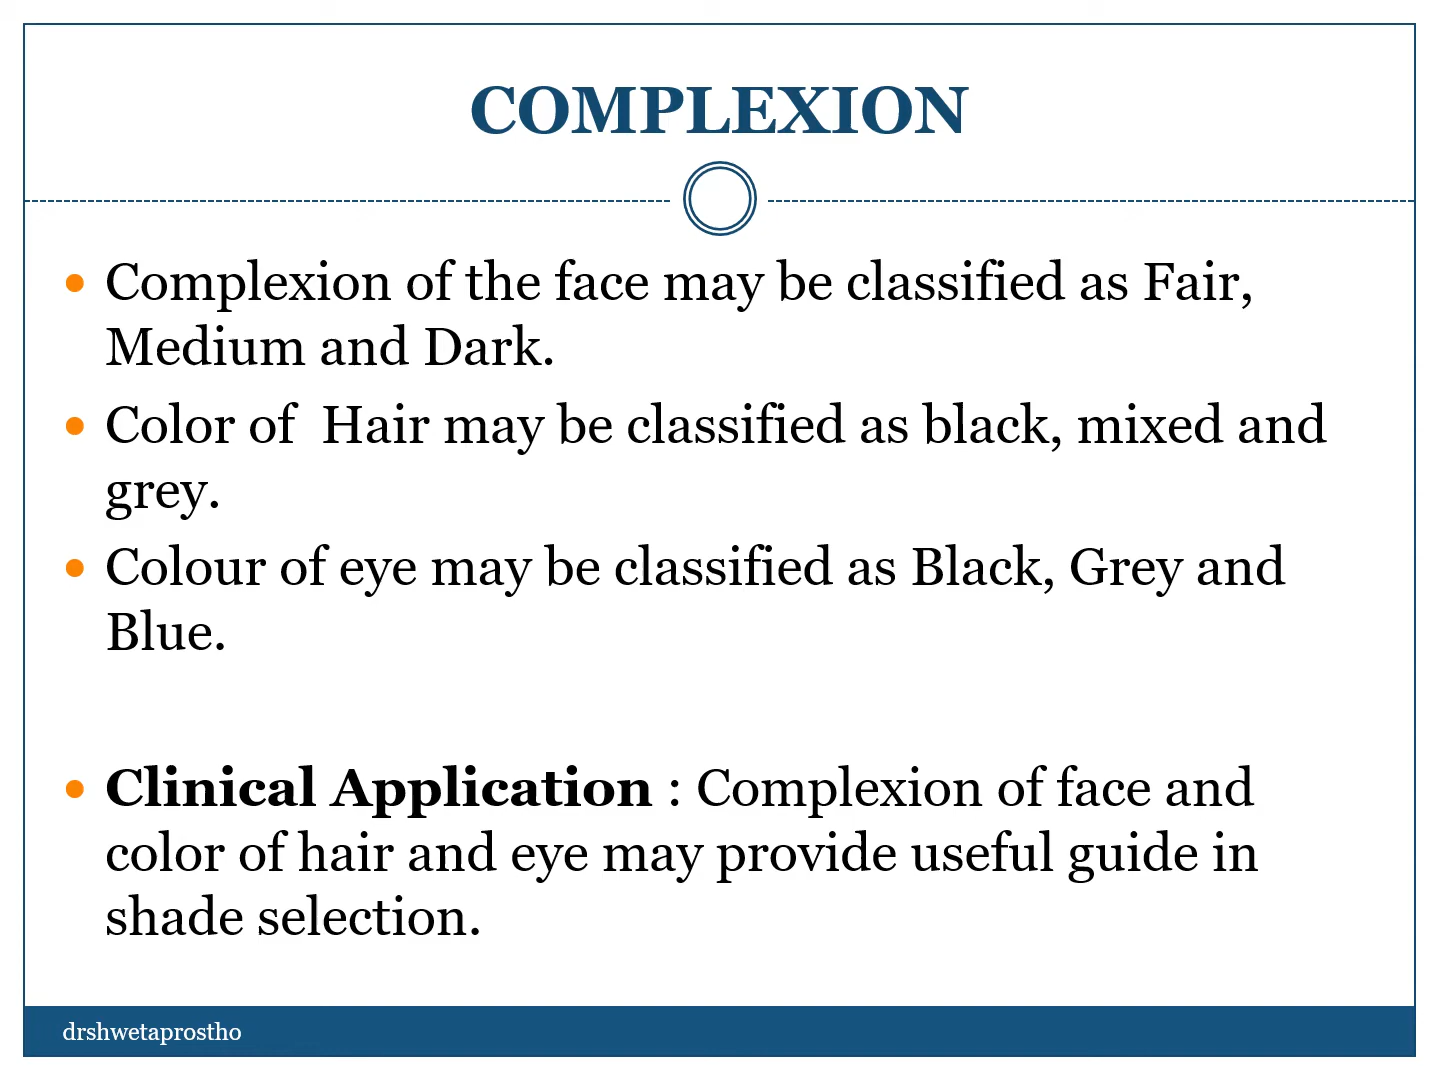 COMPLEXION
Complexion of the face may be classified as Fair,
Medium and Dark.
Color of  Hair may be classified as black, mixed and
grey.
Colour of eye may be classified as Black, Grey and
Blue.
Clinical Application : Complexion of face and
color of hair and eye may provide useful guide in
shade selection.
drshwetaprostho